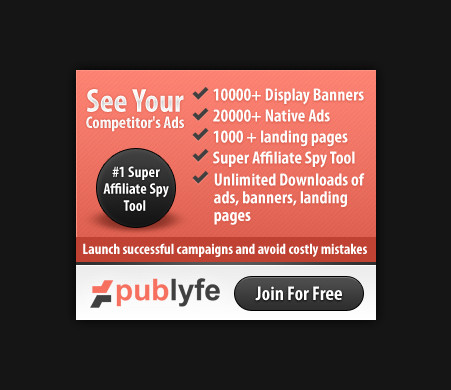 See Your
Competitor's Ads
#1 Super
Affiliate Spy
Tool
10000+ Display Banners
20000+ Native Ads
1000 + landing pages
Super Affiliate Spy Tool
Unlimited Downloads of
ads, banners, landing
pages
Launch successful campaigns and avoid costly mistakes
publyfe
Join For Free